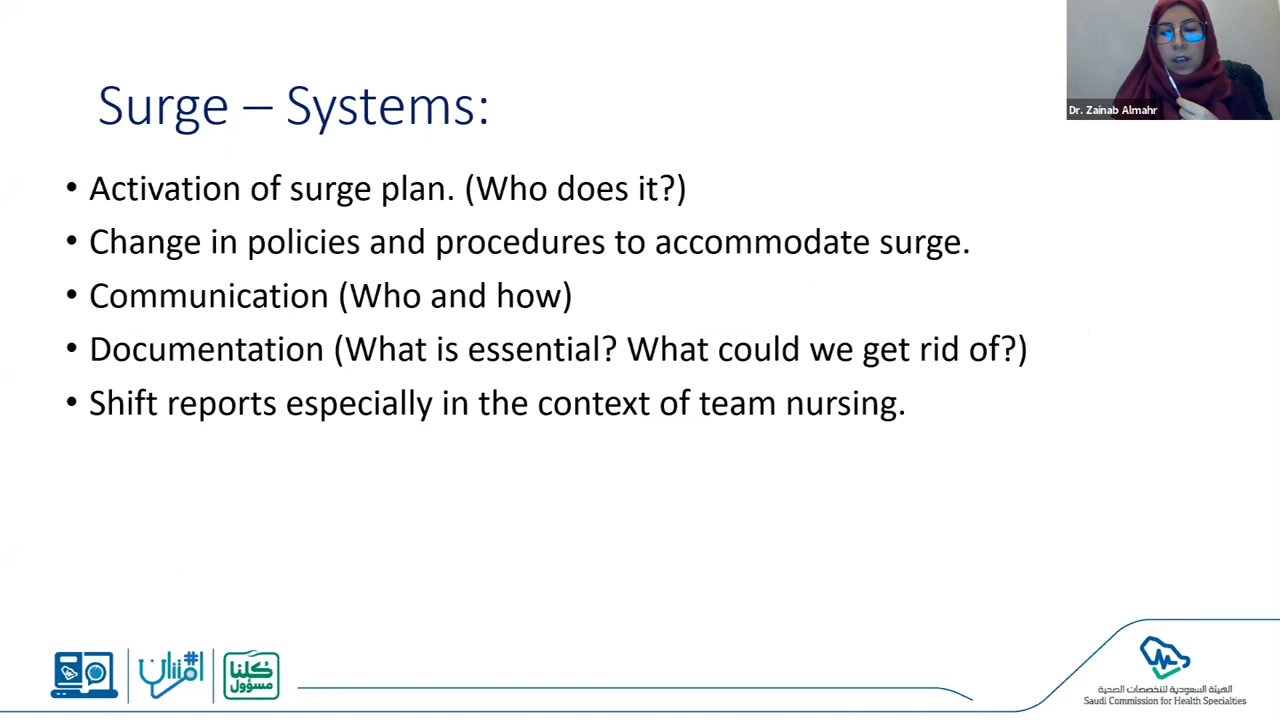 Dr. Zainab Almahr
Surge – Systems:
• Activation of surge plan. (Who does it?)
• Change in policies and procedures to accommodate surge.
• Communication (Who and how)
• Documentation (What is essential? What could we get rid of?)
• Shift reports especially in the context of team nursing.
#امتنان
كلنا
مسؤول
الهيئة السعودية للتخصصات الصحية
Saudi Commission for Health Specialties